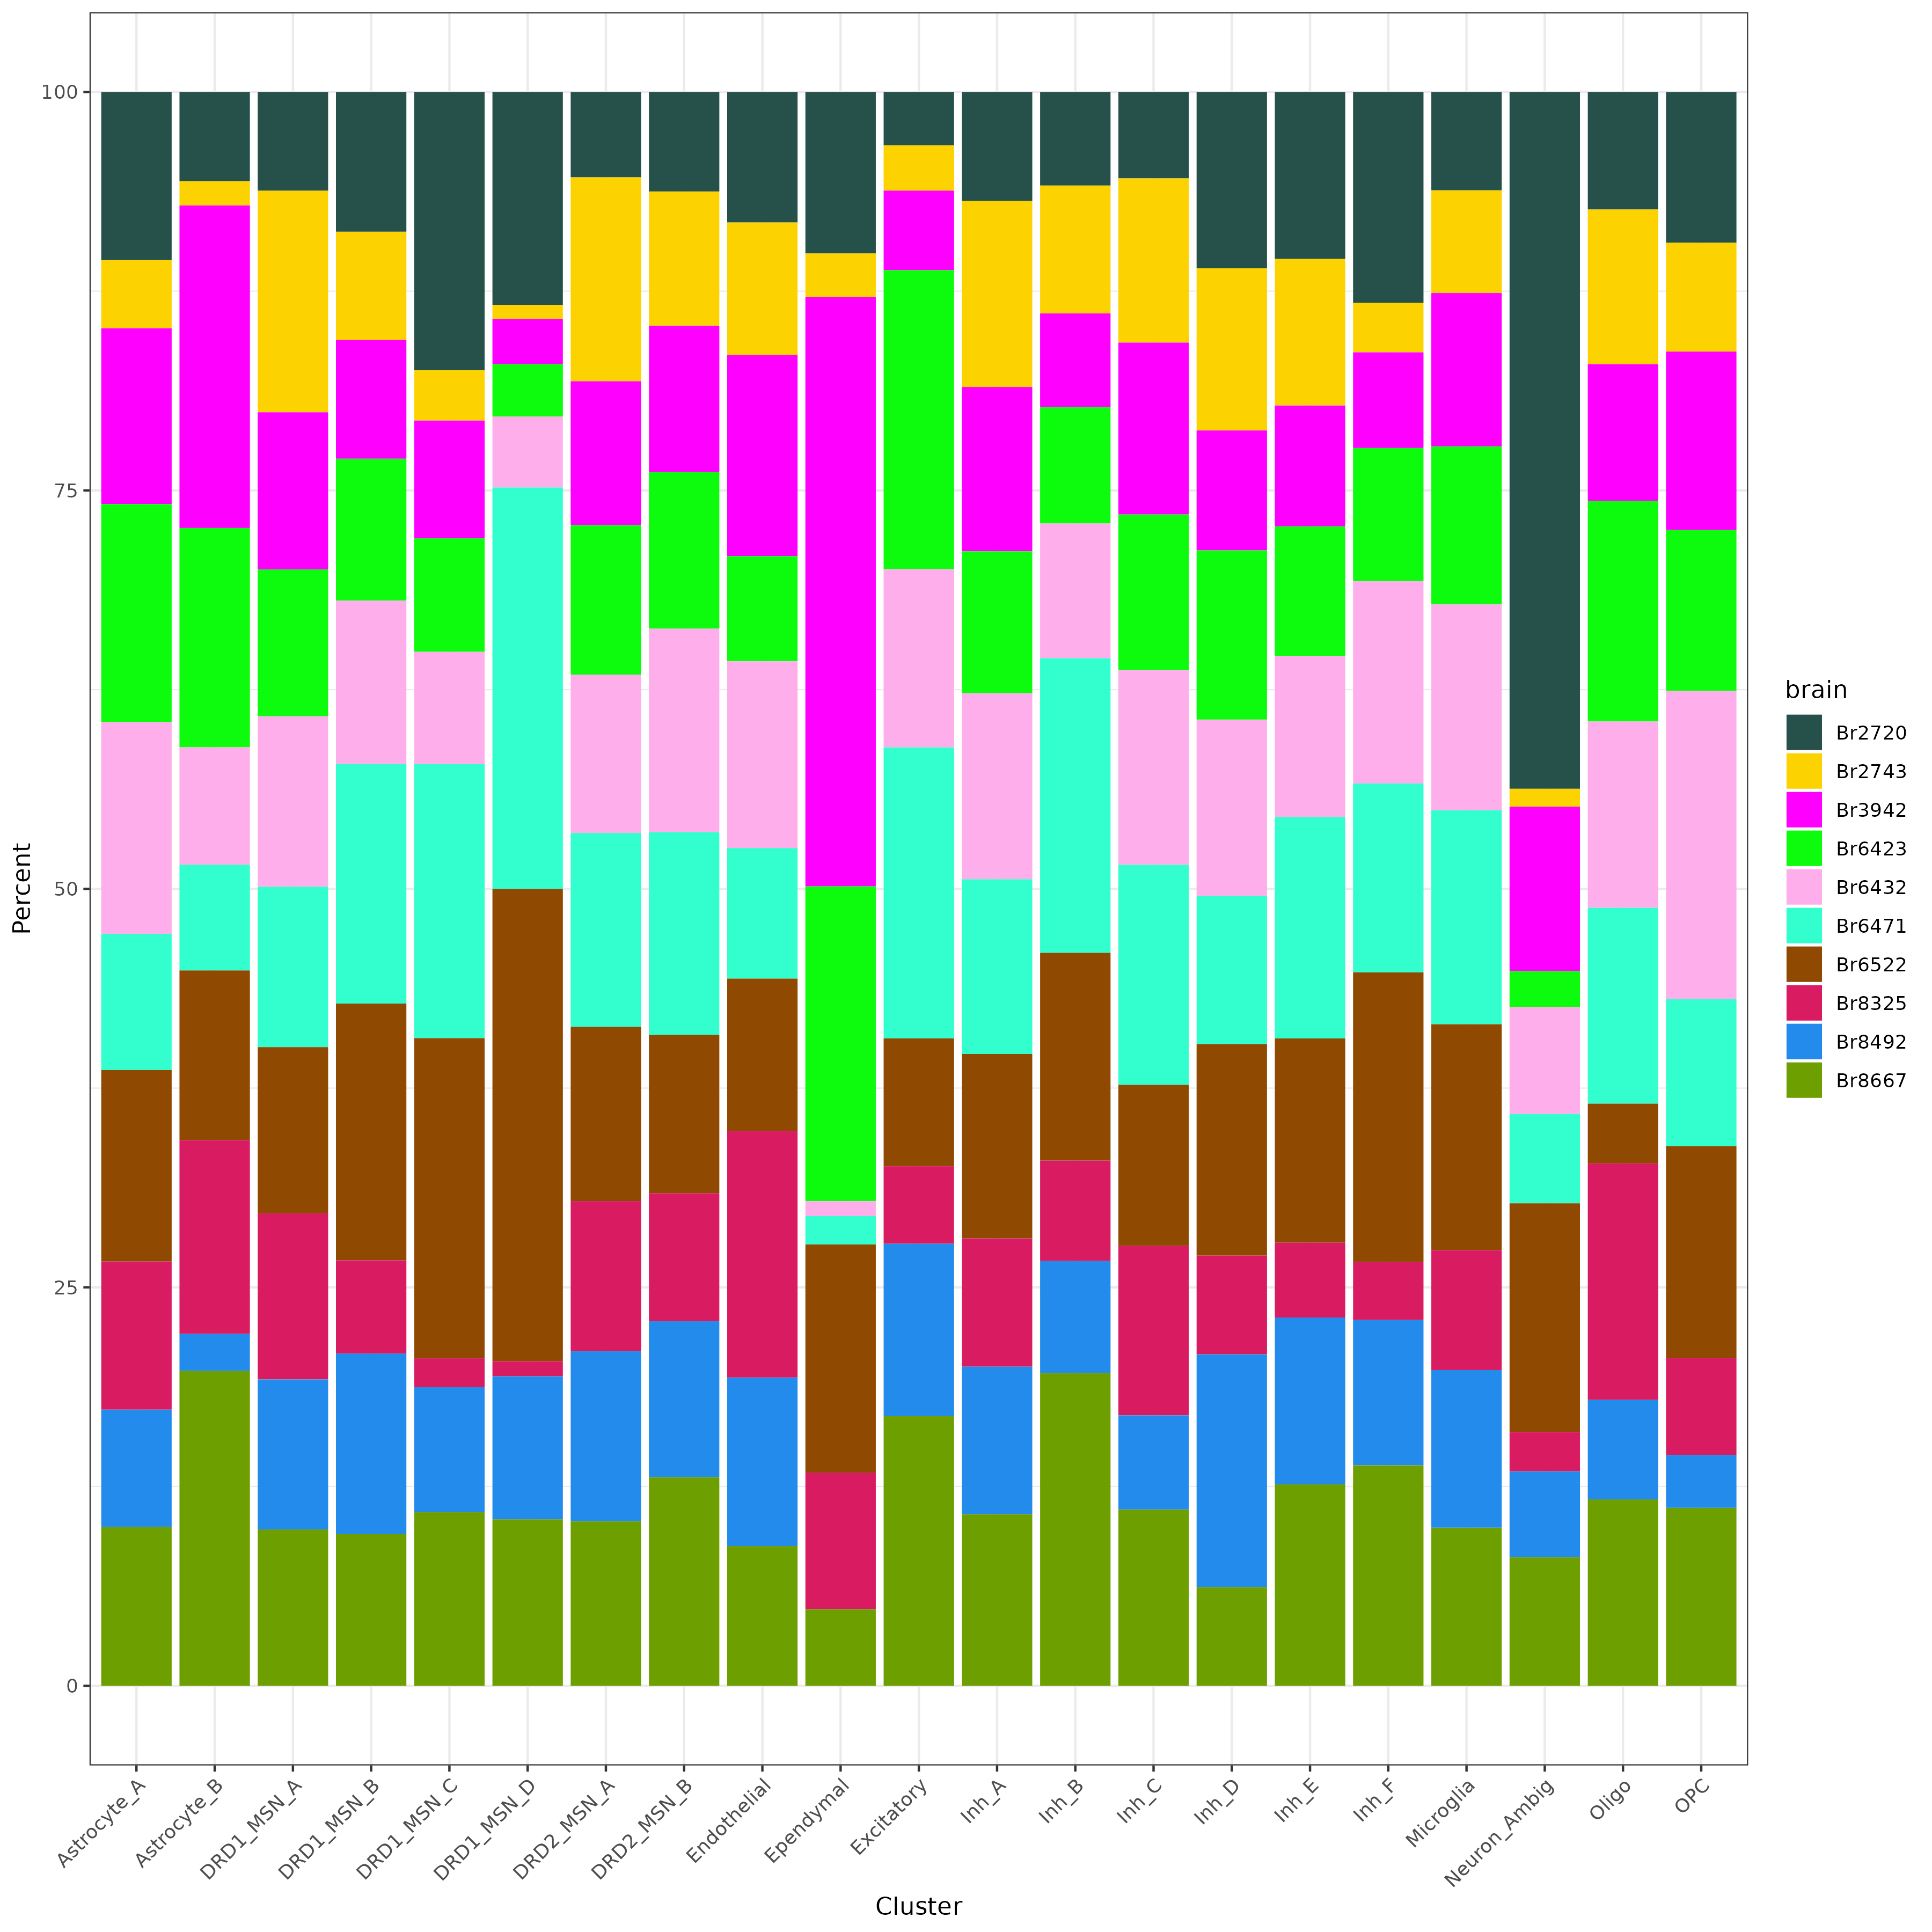 Percent
100
75
50
25
0
Astrocyte_A
Astrocyte_B
DRD1_MSN_A
DRD1_MSN_B
DRD1_MSN_C
DRD1_MSN_D
DRD2_MSN_A
DRD2_MSN_B
Endothelial
Ependymal
Excitatory
Inh_A
Inh_B
Inh_C
Inh_D
Inh_E
Inh_F
Microglia
Neuron_Ambig
Oligo
OPC
Cluster
brain
Br2720
Br2743
Br3942
Br6423
Br6432
Br6471
Br6522
Br8325
Br8492
Br8667